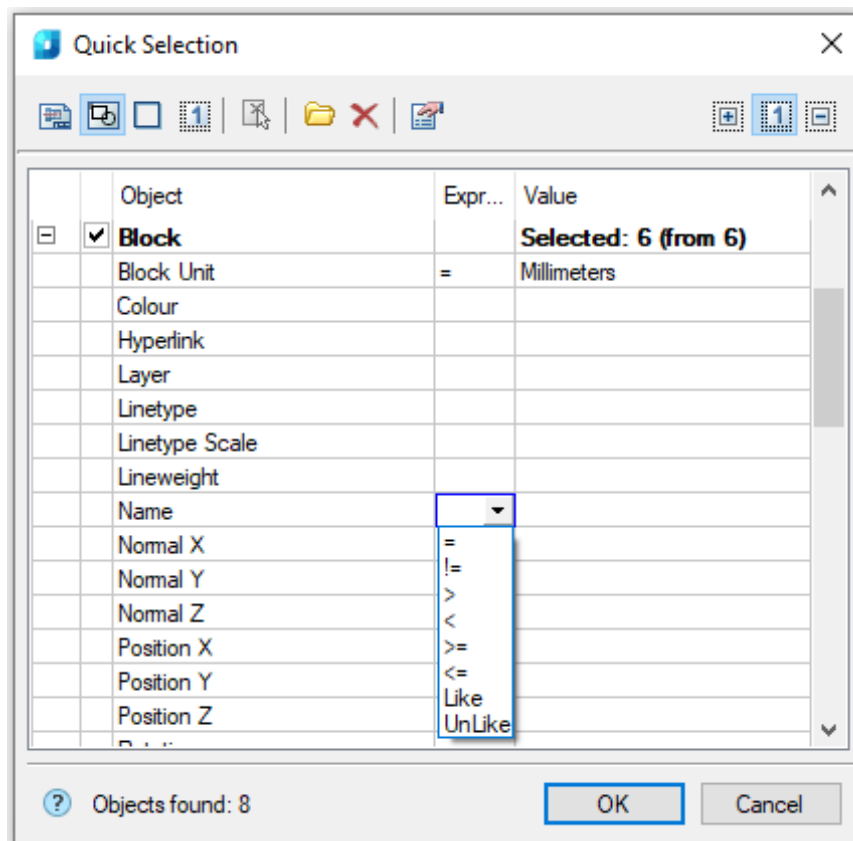 Quick Selection
1 1
Object Expr... Value
Block Selected: 6 (from 6)
Block Unit = Millimeters
Colour
Hyperlink
Layer
Linetype
Linetype Scale
Lineweight
Name
Normal X =
Normal Y !=
Normal Z >
<
Position X >=
Position Y <=
Position Z Like
UnLike
Objects found: 8 OK Cancel